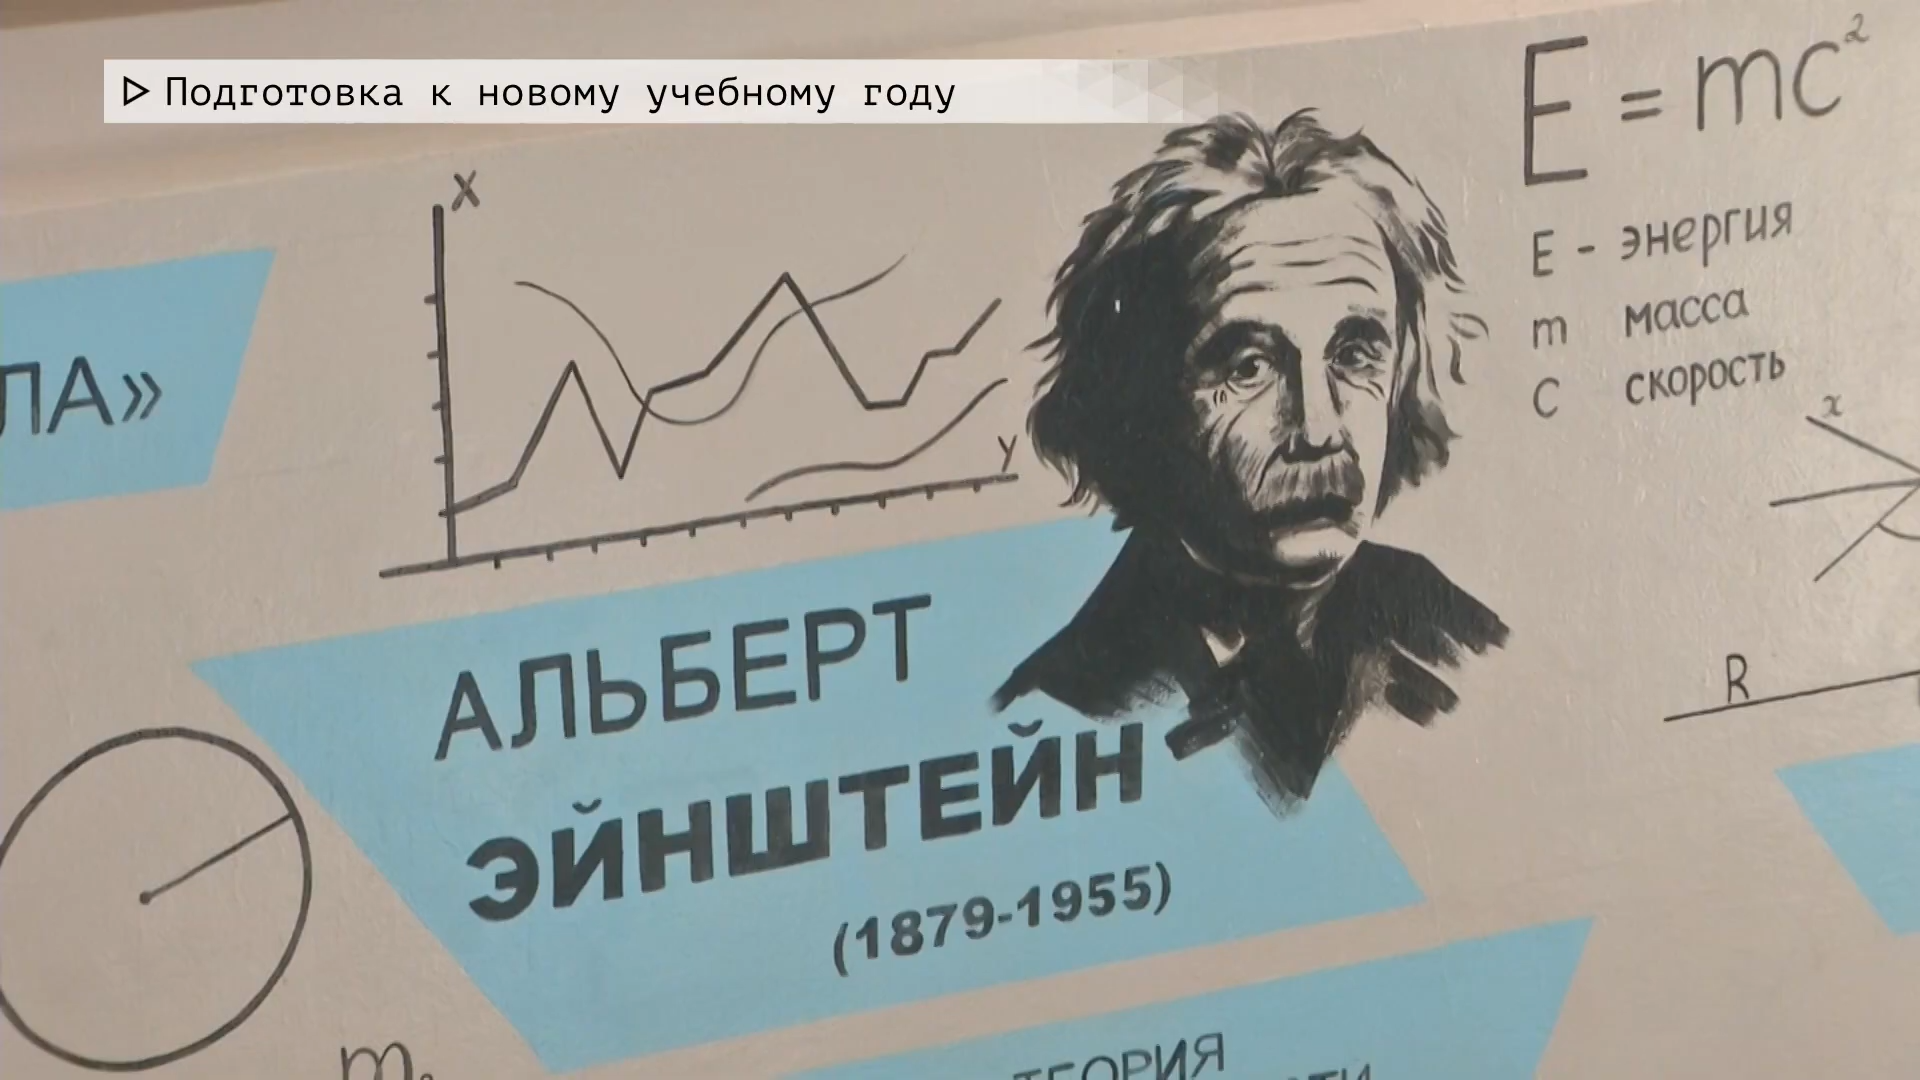 Подготовка к новому учебному году
E = mc²
E - энергия
m масса
C скорость
X
Y
x
R
ЛА»
АЛЬБЕРТ
ЭЙНШТЕЙН
(1879-1955)
ТЕОРИЯ